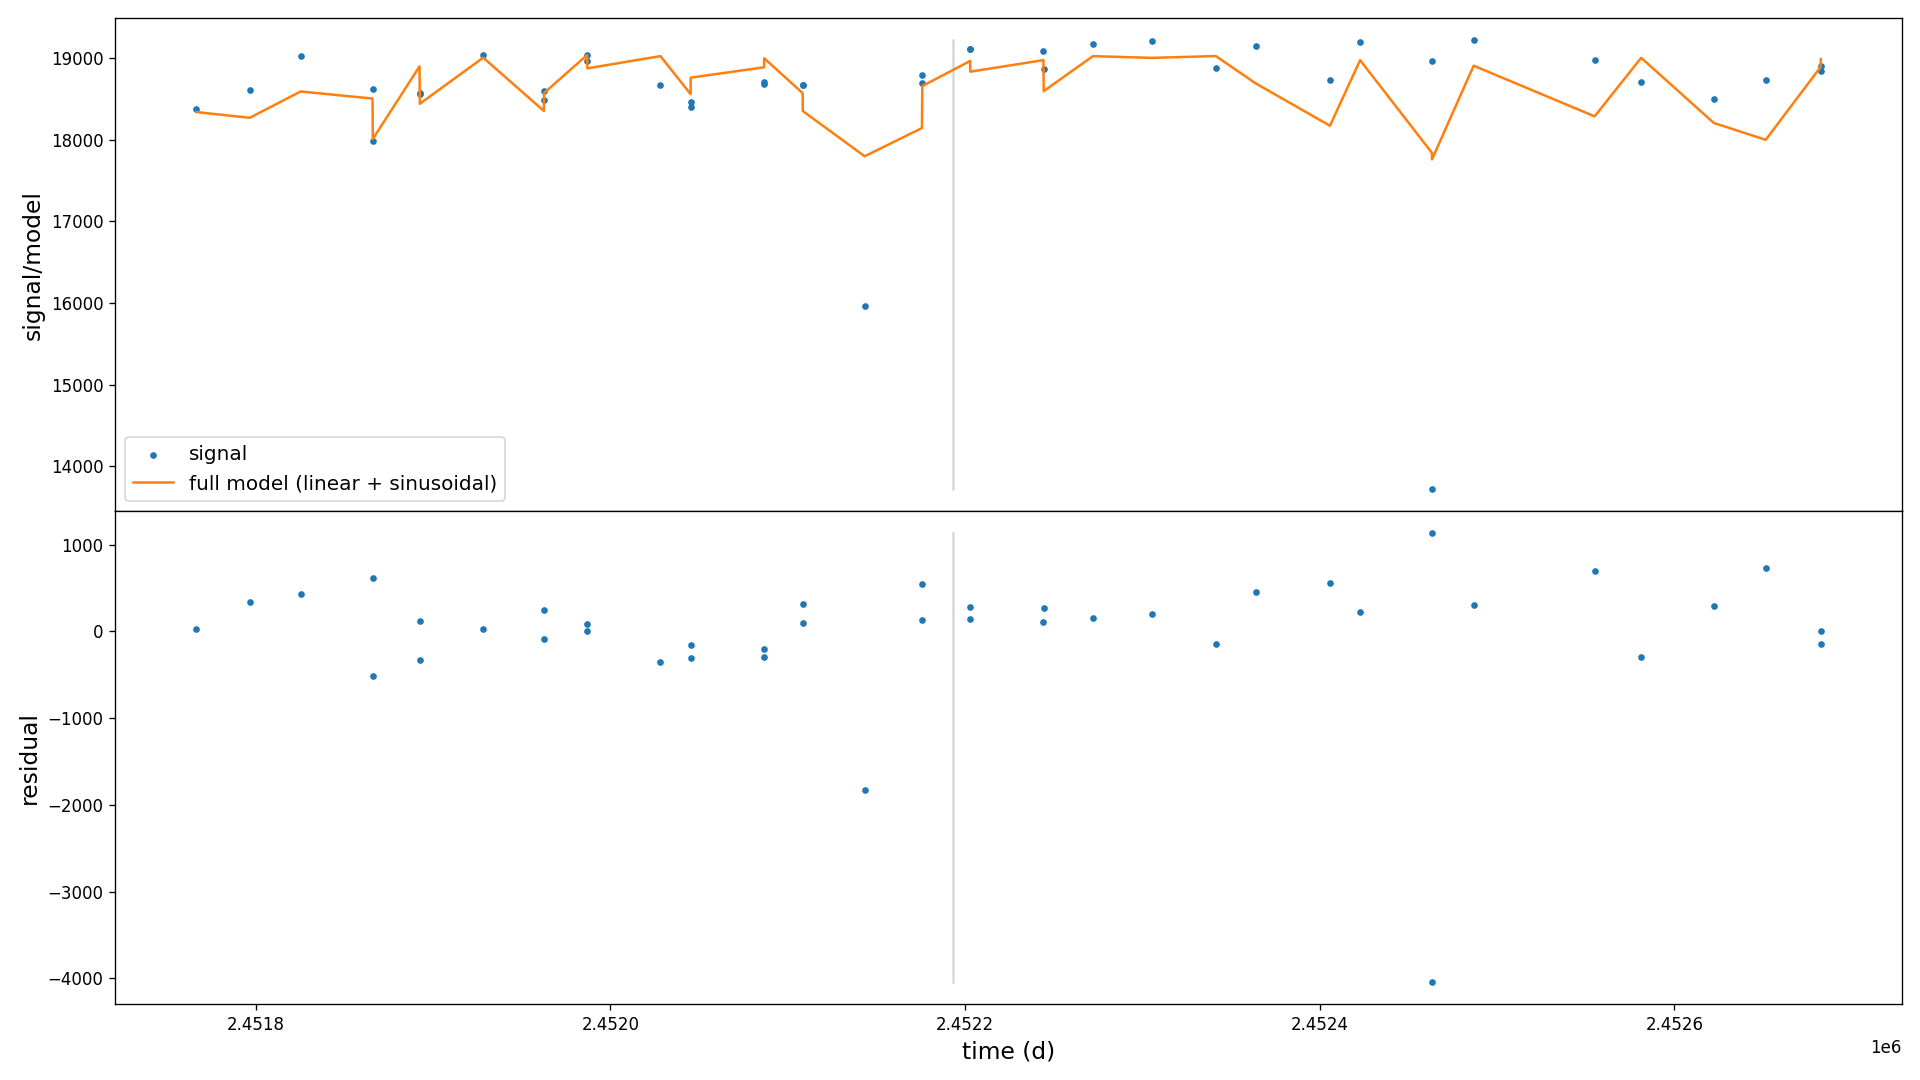 19000
18000
17000
16000
15000
14000
signal/model
signal
full model (linear + sinusoidal)
1000
0
−1000
−2000
−3000
−4000
residual
2.4518
2.4520
2.4522
2.4524
2.4526
time (d)
1e6